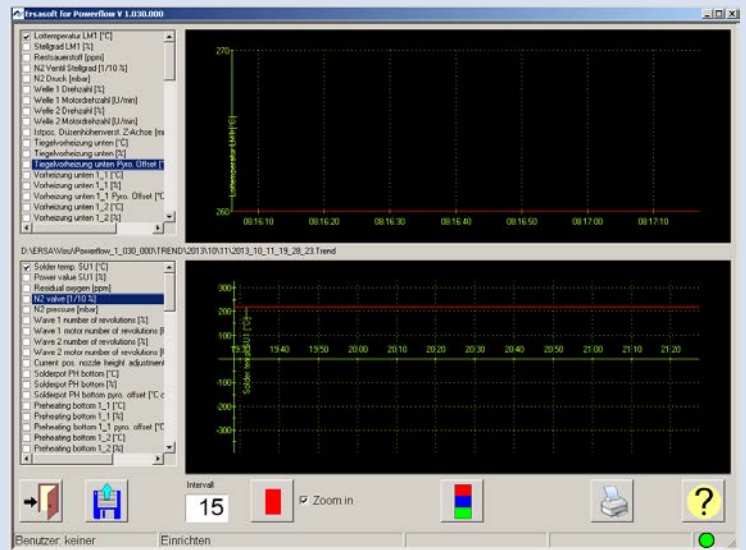 Ersasoft for Powerflow V 1.030.000
Lottemperatur LM1 [°C]
Stellgrad LM1 [%]
Restsauerstoff [ppm]
N2 Ventil Stellgrad [1/10 %]
N2 Druck [mbar]
Welle 1 Drehzahl [%]
Welle 1 Motordrehzahl [U/min]
Welle 2 Drehzahl [%]
Welle 2 Motordrehzahl [U/min]
Istpos. Düsenhöhenverst. Z-Achse [m
Tiegelvorheizung unten [°C]
Tiegelvorheizung unten [%]
Tiegelvorheizung unten Pyro. Offset [°
Vorheizung unten 1_1 [°C]
Vorheizung unten 1_1 [%]
Vorheizung unten 1_1 Pyro. Offset [°C
Vorheizung unten 1_2 [°C]
Vorheizung unten 1_2 [%]
270
Lottemperatur LM1 [°C]
260
08:16:10 08:16:20 08:16:30 08:16:40 08:16:50 08:17:00 08:17:10
D:\ERSA\Visu\Powerflow_1_030_000\TREND\2013\10\11\2013_10_11_19_28_23.Trend
Solder temp. SU1 [°C]
Power value SU1 [%]
Residual oxygen [ppm]
N2 valve [1/10 %]
N2 pressure [mbar]
Wave 1 number of revolutions [%]
Wave 1 motor number of revolutions [
Wave 2 number of revolutions [%]
Wave 2 motor number of revolutions [
Current pos. nozzle height adjustment
Solderpot PH bottom [°C]
Solderpot PH bottom [%]
Solderpot PH bottom pyro. offset [°C
Preheating bottom 1_1 [°C]
Preheating bottom 1_1 [%]
Preheating bottom 1_1 pyro. offset [°C
Preheating bottom 1_2 [°C]
Preheating bottom 1_2 [%]
300
200
100
19:40 19:50 20:00 20:10 20:20 20:30 20:40 20:50 21:00 21:10 21:20
-100
-200
-300
Solder temp. SU1 [°C]
Intervall
15
Zoom in
?
Benutzer: keiner
Einrichten